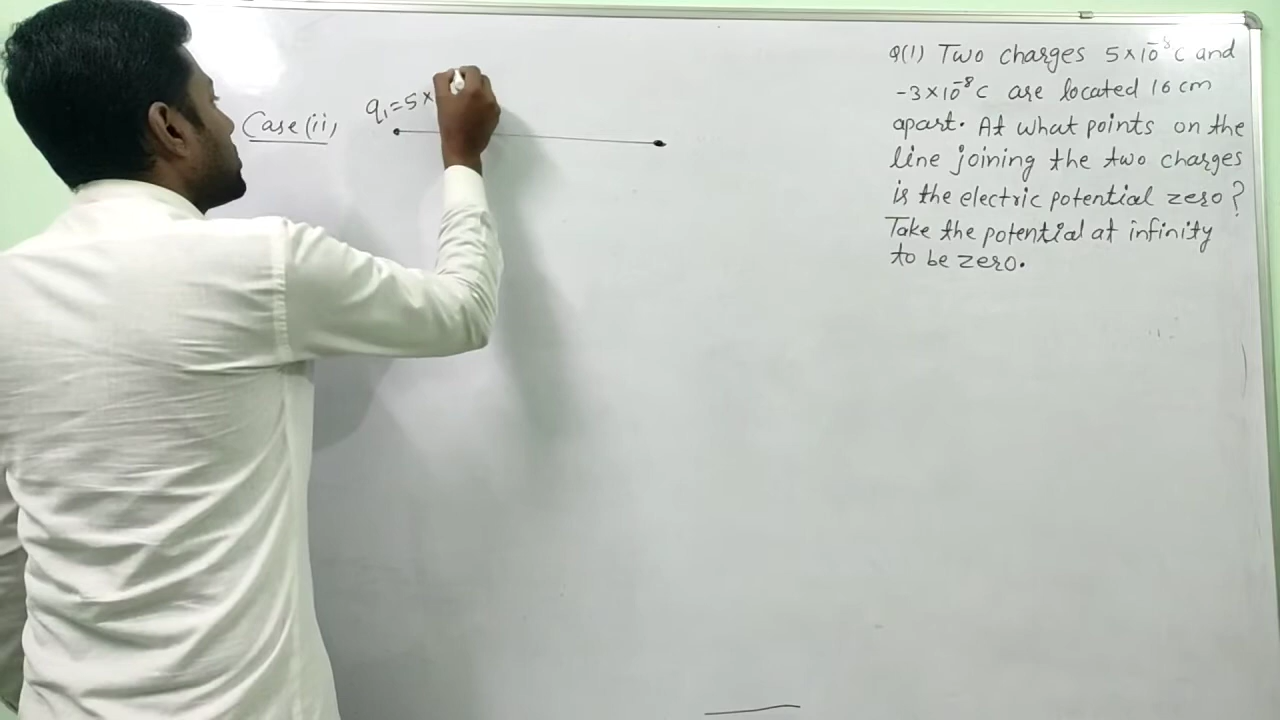 Case (ii)
q₁=5×
Q(1) Two charges 5×10⁻⁸C and
-3×10⁻⁸C are located 16 cm
apart. At what points on the
line joining the two charges
is the electric potential zero?
Take the potential at infinity
to be zero.